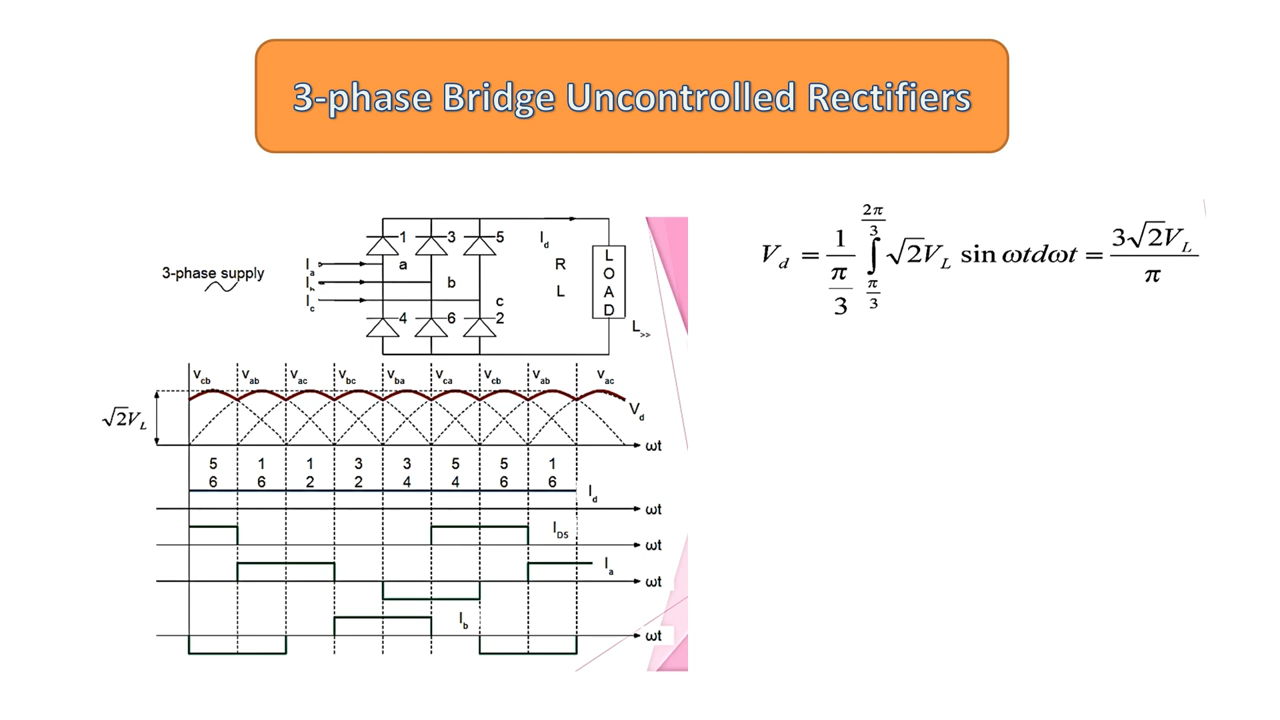 3-phase Bridge Uncontrolled Rectifiers
V_d = 1/(π/3) ∫_{π/3}^{2π/3} √2V_L sin ωtdωt = 3√2V_L/π
1 3 5 I_d
3-phase supply
I_a a R
I_b b L
I_c c
LOAD
4 6 2 L>>
V_cb V_ab V_ac V_bc V_ba V_ca V_cb V_ab V_ac
√2V_L V_d
ωt
5 1 1 3 3 5 5 1
6 6 2 2 4 4 6 6
I_d
ωt
I_D5
ωt
I_a
ωt
I_b
ωt